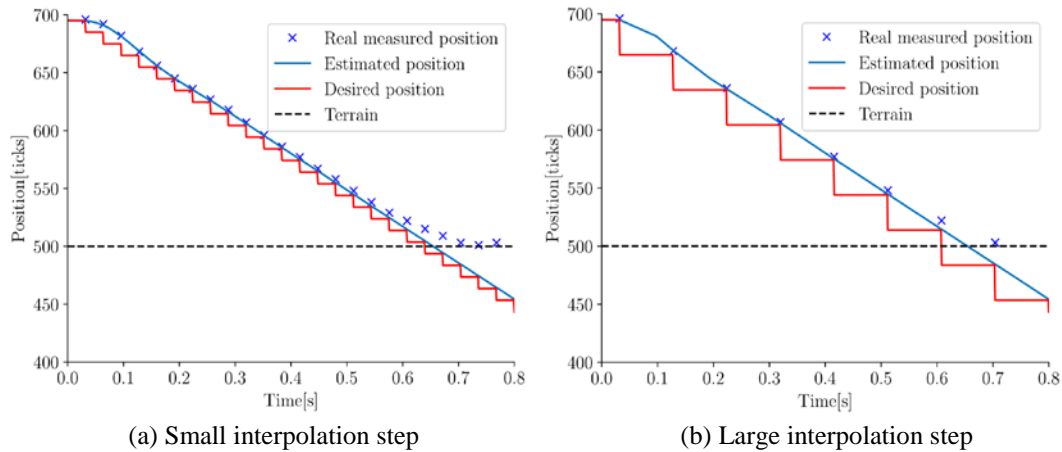 700
650
600
550
500
450
400
Position[ticks]
0.0 0.1 0.2 0.3 0.4 0.5 0.6 0.7 0.8
Time[s]
Real measured position
Estimated position
Desired position
Terrain
(a) Small interpolation step
700
650
600
550
500
450
400
Position[ticks]
0.0 0.1 0.2 0.3 0.4 0.5 0.6 0.7 0.8
Time[s]
Real measured position
Estimated position
Desired position
Terrain
(b) Large interpolation step